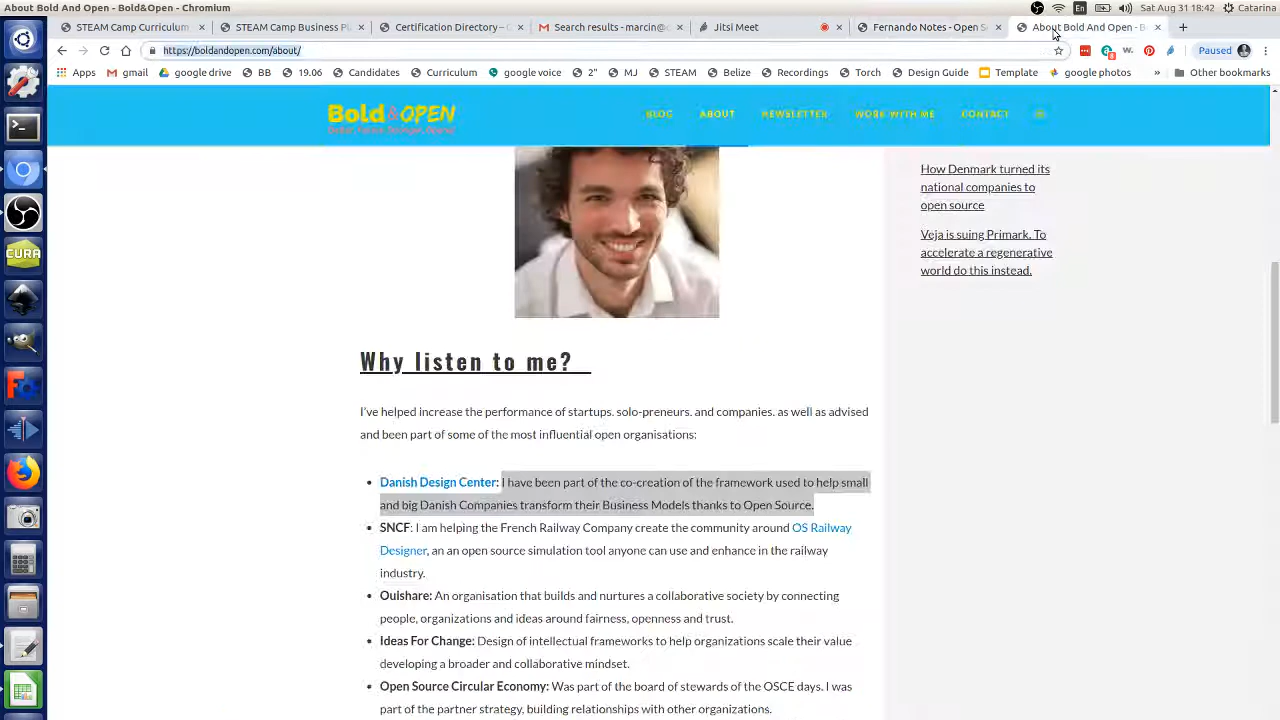 About Bold And Open - Bold&Open - Chromium
En
Sat Aug 31 18:42
Catarina
STEAM Camp Curriculum
STEAM Camp Business P
Certification Directory – C
Search results - marcin@c
Jitsi Meet
Fernando Notes - Open S
About Bold And Open - B
https://boldandopen.com/about/
Paused
Apps
gmail
google drive
BB
19.06
Candidates
Curriculum
google voice
2"
MJ
STEAM
Brize
Recordings
Torch
Design Guide
Template
google photos
»
Other bookmarks
Bold&OPEN
BLOG
ABOUT
NEWSLETTER
WORK WITH ME
CONTACT
How Denmark turned its
national companies to
open source
Veja is suing Primark. To
accelerate a regenerative
world do this instead.
Why listen to me?
I've helped increase the performance of startups, solo-preneurs, and companies, as well as advised
and been part of some of the most influential open organisations:
• Danish Design Center: I have been part of the co-creation of the framework used to help small
and big Danish Companies transform their Business Models thanks to Open Source.
• SNCF: I am helping the French Railway Company create the community around OS Railway
Designer, a an open source simulation tool anyone can use and enhance in the railway
industry.
• Ouishare: An organisation that builds and nurtures a collaborative society by connecting
people, organizations and ideas around fairness, openness and trust.
• Ideas For Change: Design of intellectual frameworks to help organizations scale their value
developing a broader and collaborative mindset.
• Open Source Circular Economy: Was part of the board of stewards of the OSCE days. I was
part of the partner strategy, building relationships with other organizations.
CURA